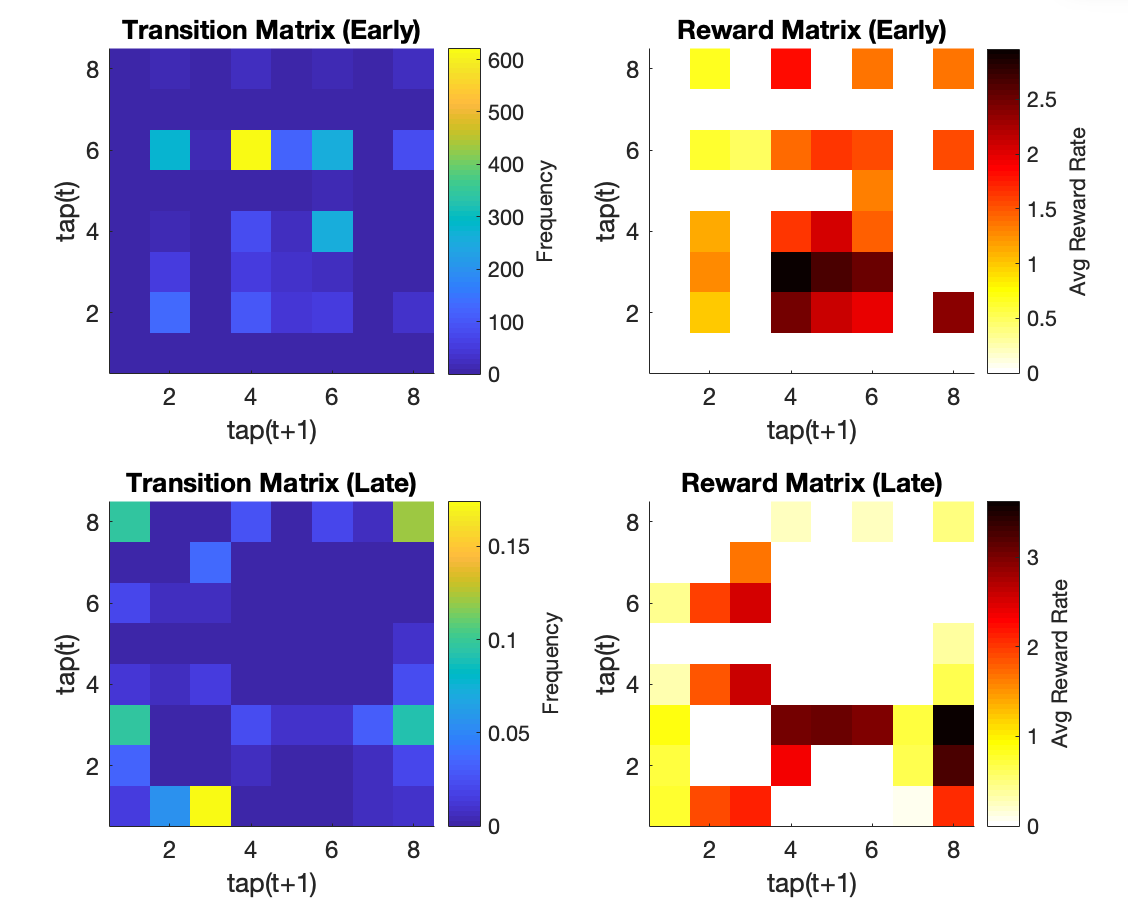 Transition Matrix (Early)
8
6
4
2
tap(t)
2 4 6 8
tap(t+1)
600
500
400
300
200
100
0
Frequency
Reward Matrix (Early)
8
6
4
2
tap(t)
2 4 6 8
tap(t+1)
2.5
2
1.5
1
0.5
0
Avg Reward Rate
Transition Matrix (Late)
8
6
4
2
tap(t)
2 4 6 8
tap(t+1)
0.15
0.1
0.05
0
Frequency
Reward Matrix (Late)
8
6
4
2
tap(t)
2 4 6 8
tap(t+1)
3
2
1
0
Avg Reward Rate